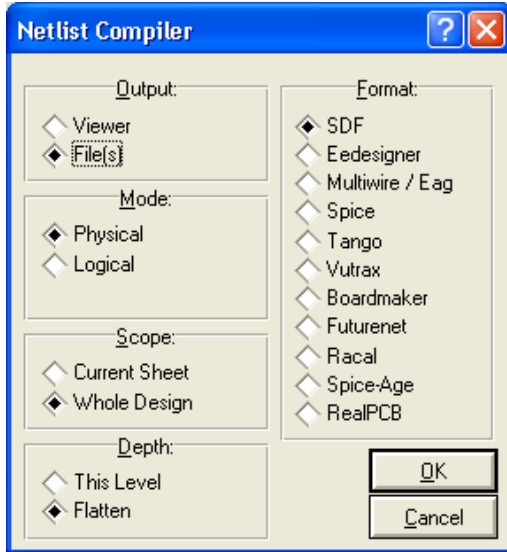 Netlist Compiler
Output:
Viewer
File(s)
Mode:
Physical
Logical
Scope:
Current Sheet
Whole Design
Depth:
This Level
Flatten
Format:
SDF
Eedesigner
Multiwire / Eag
Spice
Tango
Vutrax
Boardmaker
Futurenet
Racal
Spice-Age
RealPCB
OK
Cancel